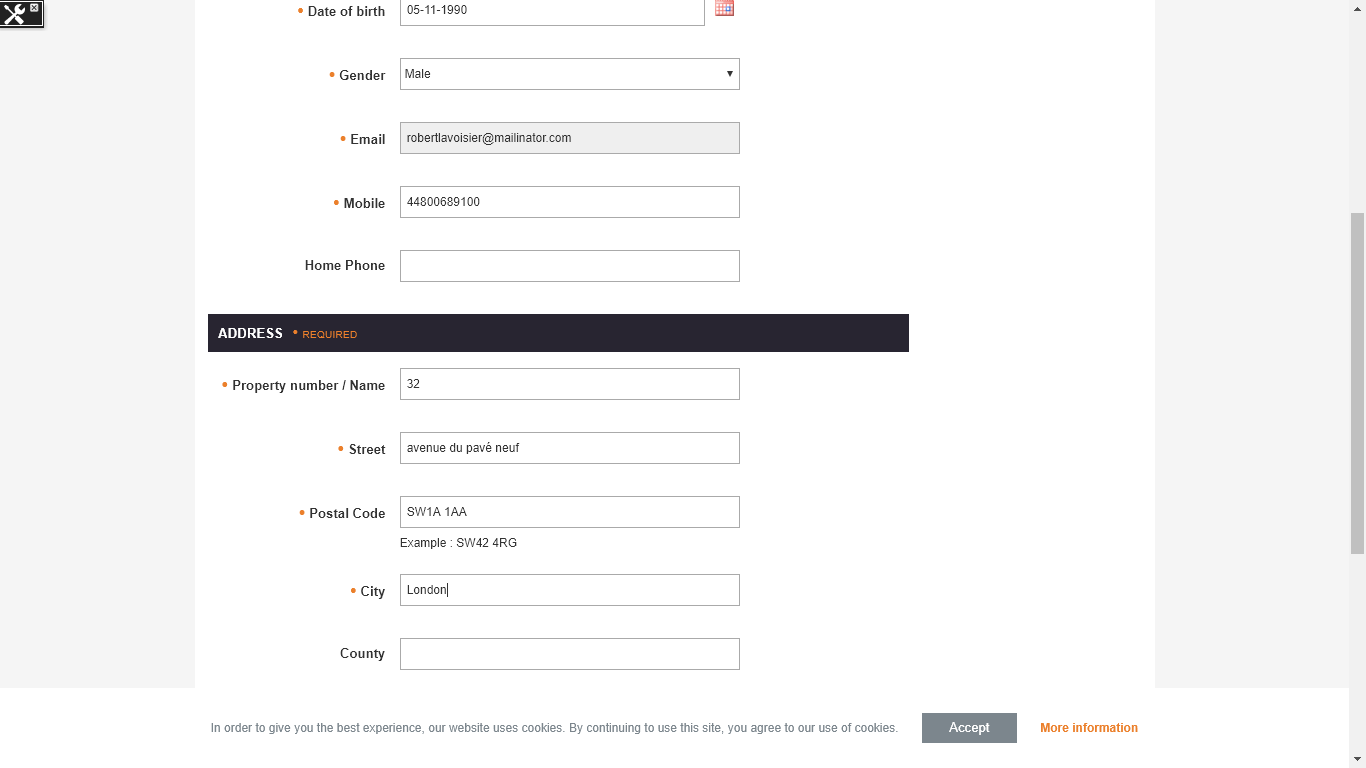 • Date of birth 05-11-1990
• Gender Male
• Email robertlavoisier@mailinator.com
• Mobile 44800689100
Home Phone
ADDRESS • REQUIRED
• Property number / Name 32
• Street avenue du pavé neuf
• Postal Code SW1A 1AA
Example : SW42 4RG
• City London
County
In order to give you the best experience, our website uses cookies. By continuing to use this site, you agree to our use of cookies. Accept More information